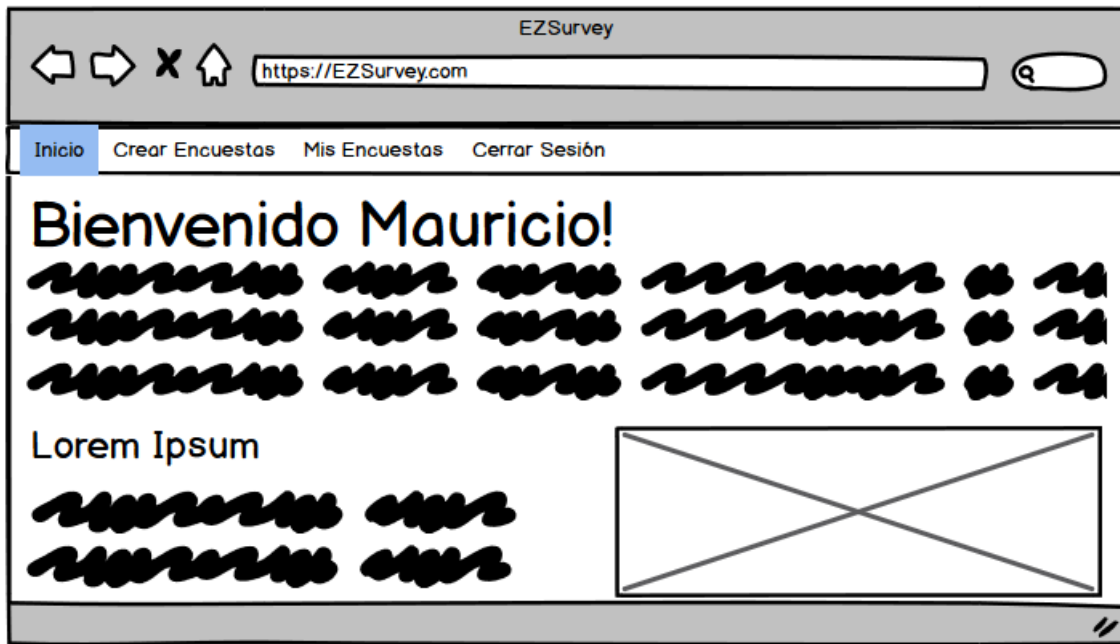 EZSurvey
https://EZSurvey.com
Inicio Crear Encuestas Mis Encuestas Cerrar Sesión
Bienvenido Mauricio!
Lorem Ipsum